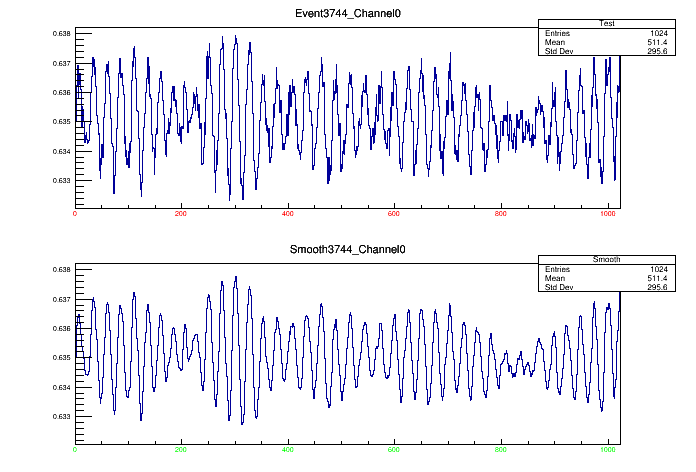 Event3744_Channel0
Test
Entries 1024
Mean 511.4
Std Dev 295.6
0.638
0.637
0.636
0.635
0.634
0.633
0 200 400 600 800 1000
Smooth3744_Channel0
Smooth
Entries 1024
Mean 511.4
Std Dev 295.6
0.638
0.637
0.636
0.635
0.634
0.633
0 200 400 600 800 1000